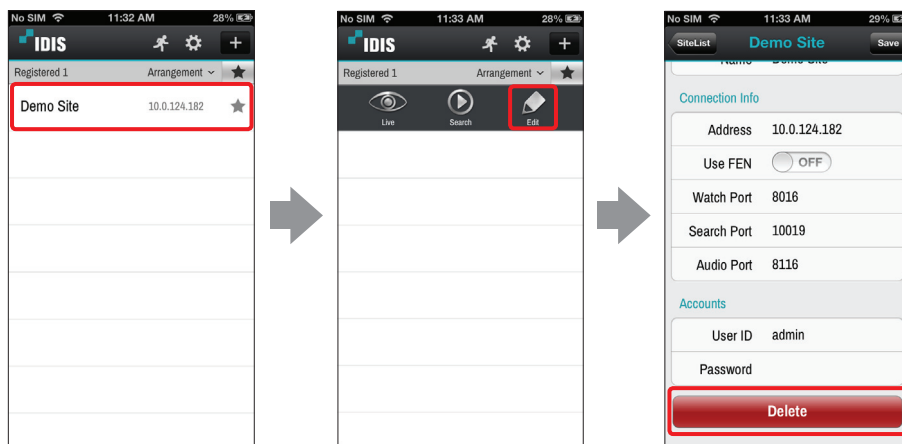 No SIM 11:32 AM 28%
IDIS +
Registered 1 Arrangement
Demo Site 10.0.124.182
No SIM 11:33 AM 28%
IDIS +
Registered 1 Arrangement
Live Search Edit
No SIM 11:33 AM 29%
SiteList Demo Site Save
Name Demo Site
Connection Info
Address 10.0.124.182
Use FEN OFF
Watch Port 8016
Search Port 10019
Audio Port 8116
Accounts
User ID admin
Password
Delete